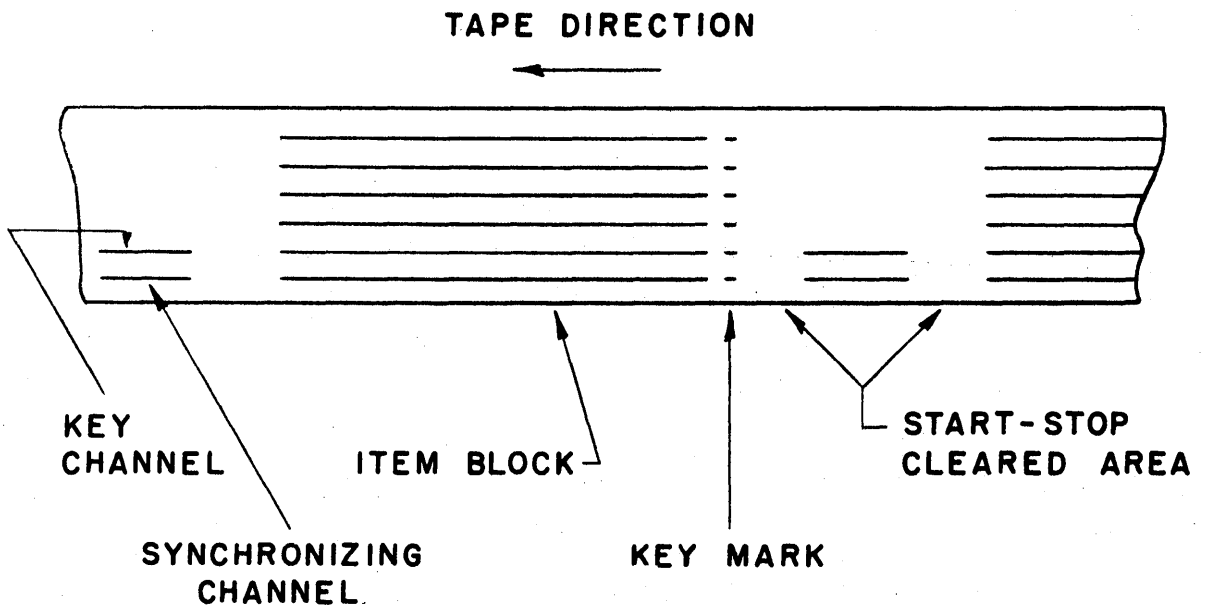 TAPE DIRECTION
KEY
CHANNEL
ITEM BLOCK
START-STOP
CLEARED AREA
SYNCHRONIZING
CHANNEL
KEY MARK